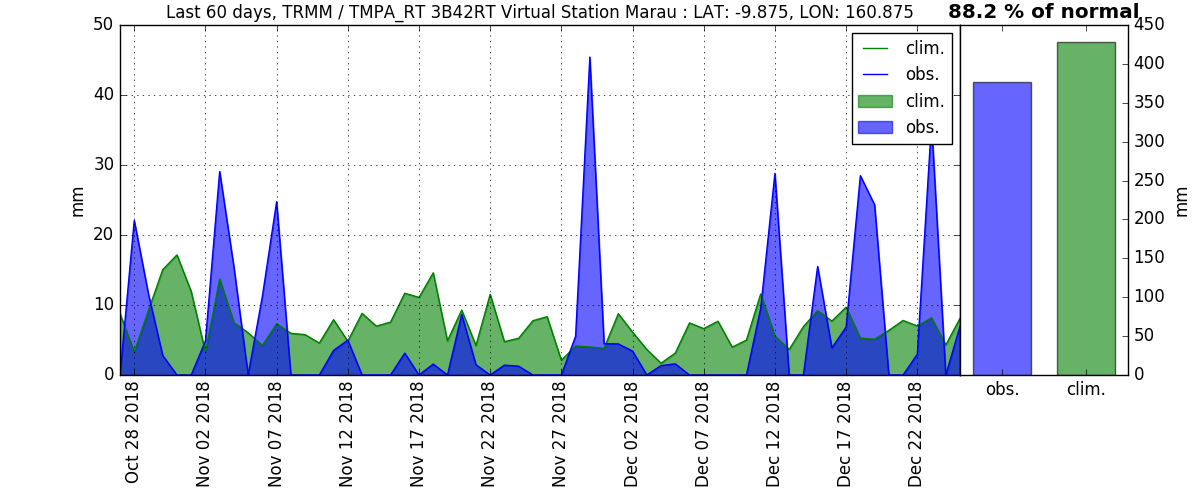 Last 60 days, TRMM / TMPA_RT 3B42RT Virtual Station Marau : LAT: -9.875, LON: 160.875
88.2 % of normal
50
40
30
20
10
0
mm
clim.
obs.
clim.
obs.
450
400
350
300
250
200
150
100
50
0
mm
obs.
clim.
Oct 28 2018
Nov 02 2018
Nov 07 2018
Nov 12 2018
Nov 17 2018
Nov 22 2018
Nov 27 2018
Dec 02 2018
Dec 07 2018
Dec 12 2018
Dec 17 2018
Dec 22 2018